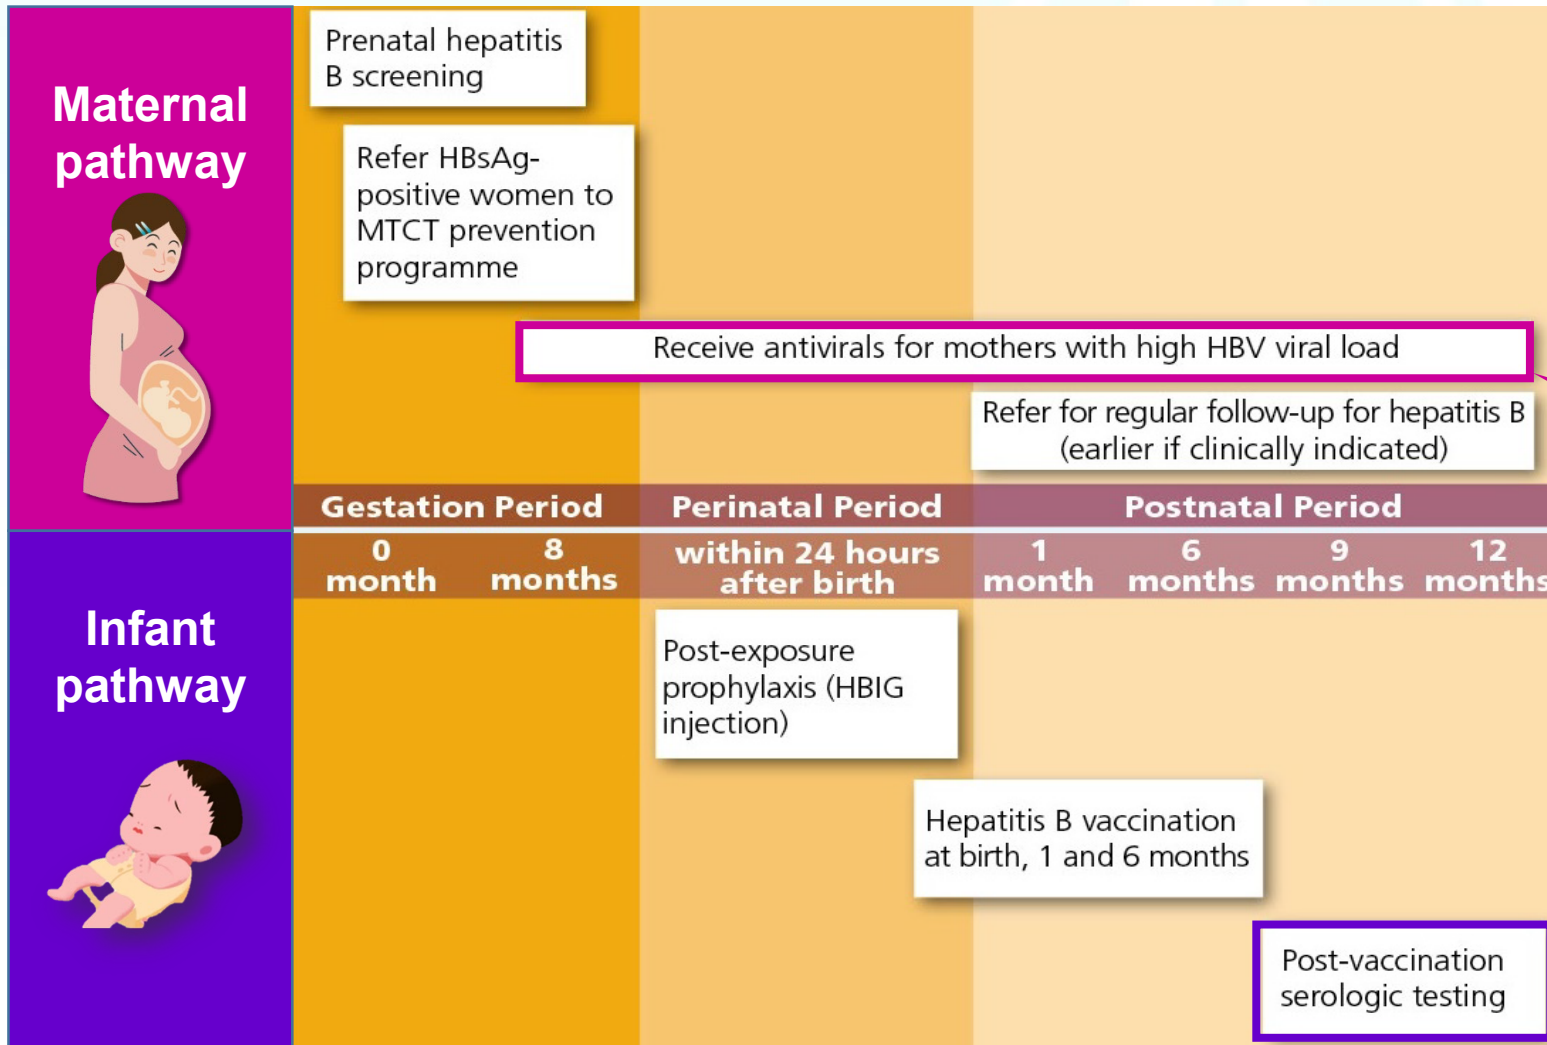 Maternal
pathway
Prenatal hepatitis
B screening
Refer HBsAg-
positive women to
MTCT prevention
programme
Receive antivirals for mothers with high HBV viral load
Refer for regular follow-up for hepatitis B
(earlier if clinically indicated)
Gestation Period
Perinatal Period
Postnatal Period
0
month
8
months
within 24 hours
after birth
1
month
6
months
9
months
12
months
Infant
pathway
Post-exposure
prophylaxis (HBIG
injection)
Hepatitis B vaccination
at birth, 1 and 6 months
Post-vaccination
serologic testing